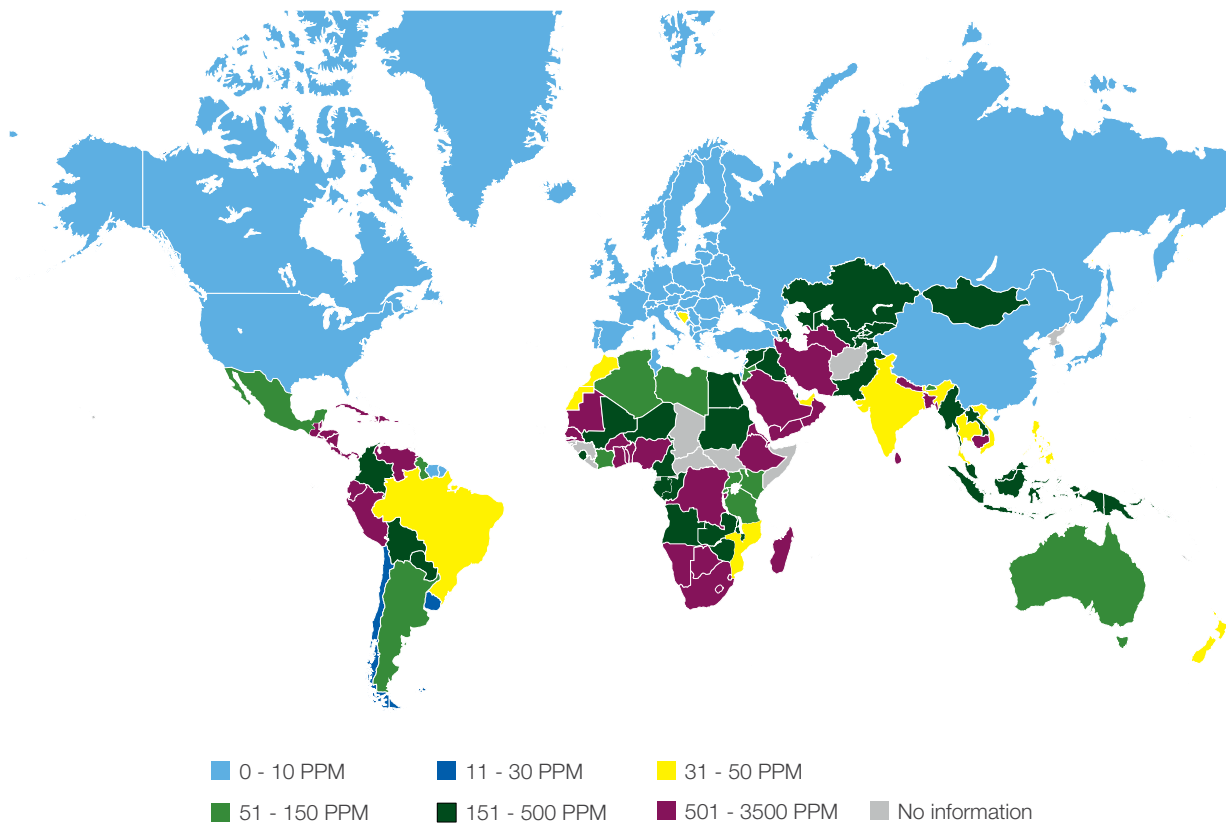 0 - 10 PPM
11 - 30 PPM
31 - 50 PPM
51 - 150 PPM
151 - 500 PPM
501 - 3500 PPM
No information